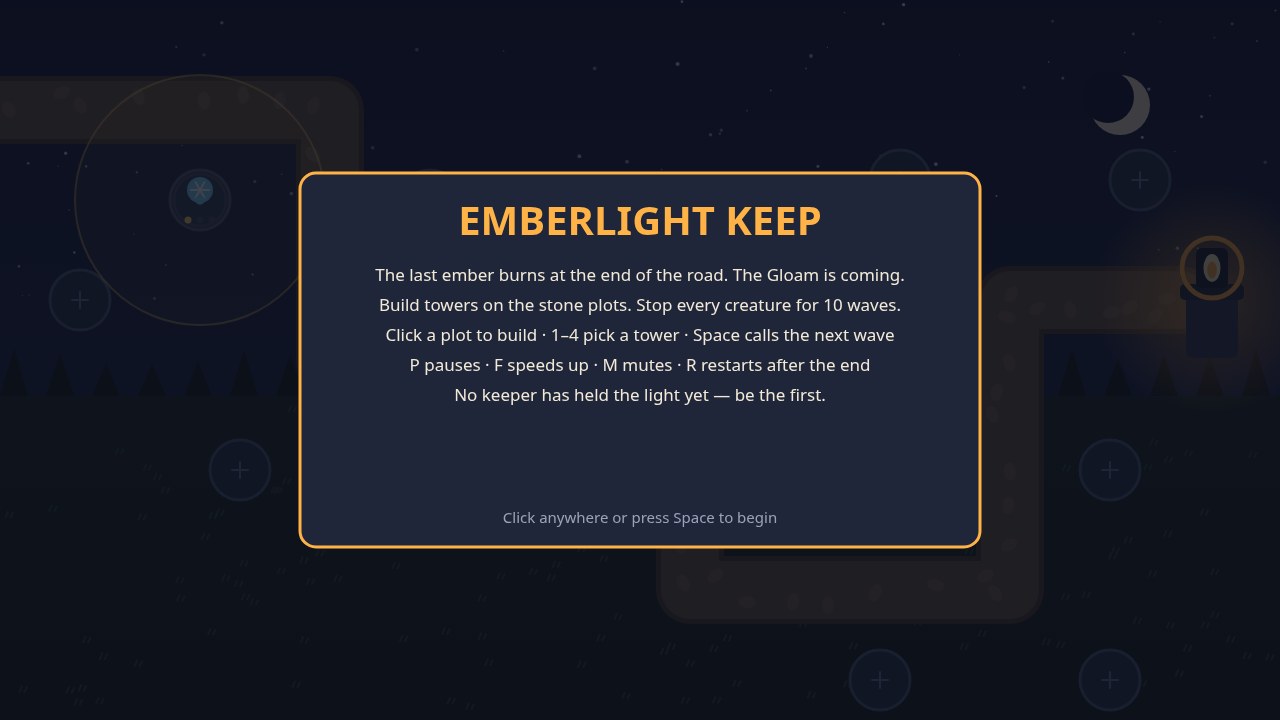 EMBERLIGHT KEEP
The last ember burns at the end of the road. The Gloam is coming.
Build towers on the stone plots. Stop every creature for 10 waves.
Click a plot to build · 1–4 pick a tower · Space calls the next wave
P pauses · F speeds up · M mutes · R restarts after the end
No keeper has held the light yet — be the first.
Click anywhere or press Space to begin